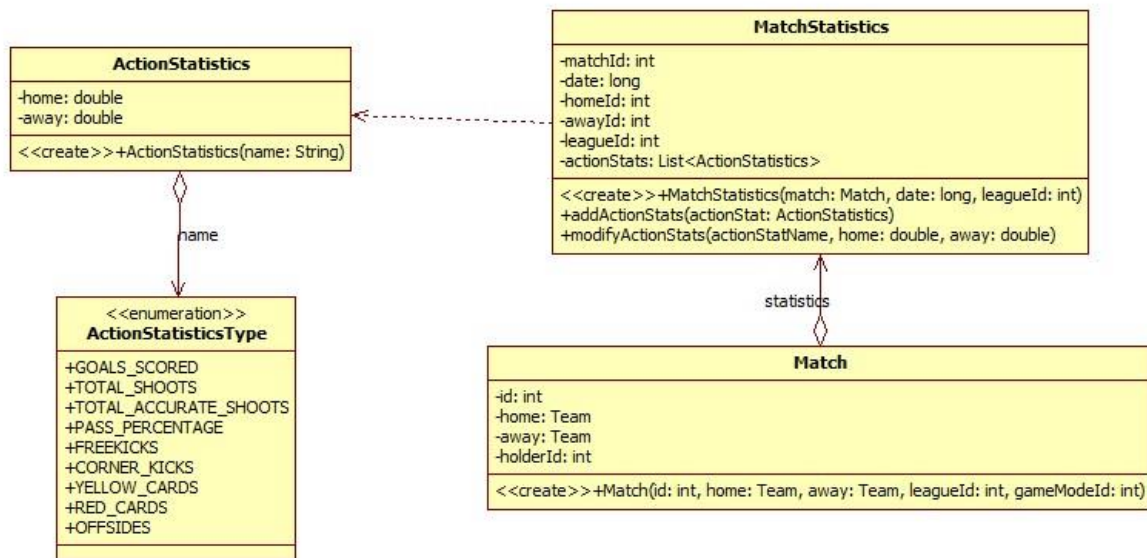 ActionStatistics
-home: double
-away: double
<<create>>+ActionStatistics(name: String)
MatchStatistics
-matchId: int
-date: long
-homeId: int
-awayId: int
-leagueId: int
-actionStats: List<ActionStatistics>
<<create>>+MatchStatistics(match: Match, date: long, leagueId: int)
+addActionStats(actionStat: ActionStatistics)
+modifyActionStats(actionStatName, home: double, away: double)
name
statistics
<<enumeration>>
ActionStatisticsType
+GOALS_SCORED
+TOTAL_SHOOTS
+TOTAL_ACCURATE_SHOOTS
+PASS_PERCENTAGE
+FREEKICKS
+CORNER_KICKS
+YELLOW_CARDS
+RED_CARDS
+OFFSIDES
Match
-id: int
-home: Team
-away: Team
-holderId: int
<<create>>+Match(id: int, home: Team, away: Team, leagueId: int, gameModeId: int)